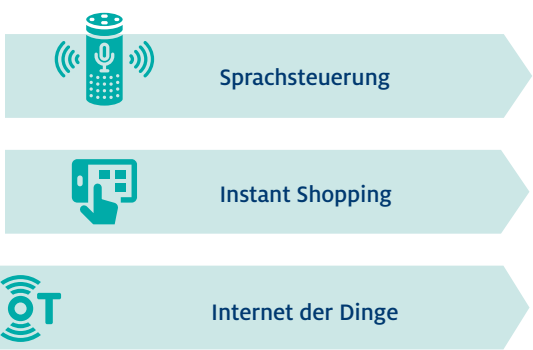 Sprachsteuerung
Instant Shopping
IoT
Internet der Dinge